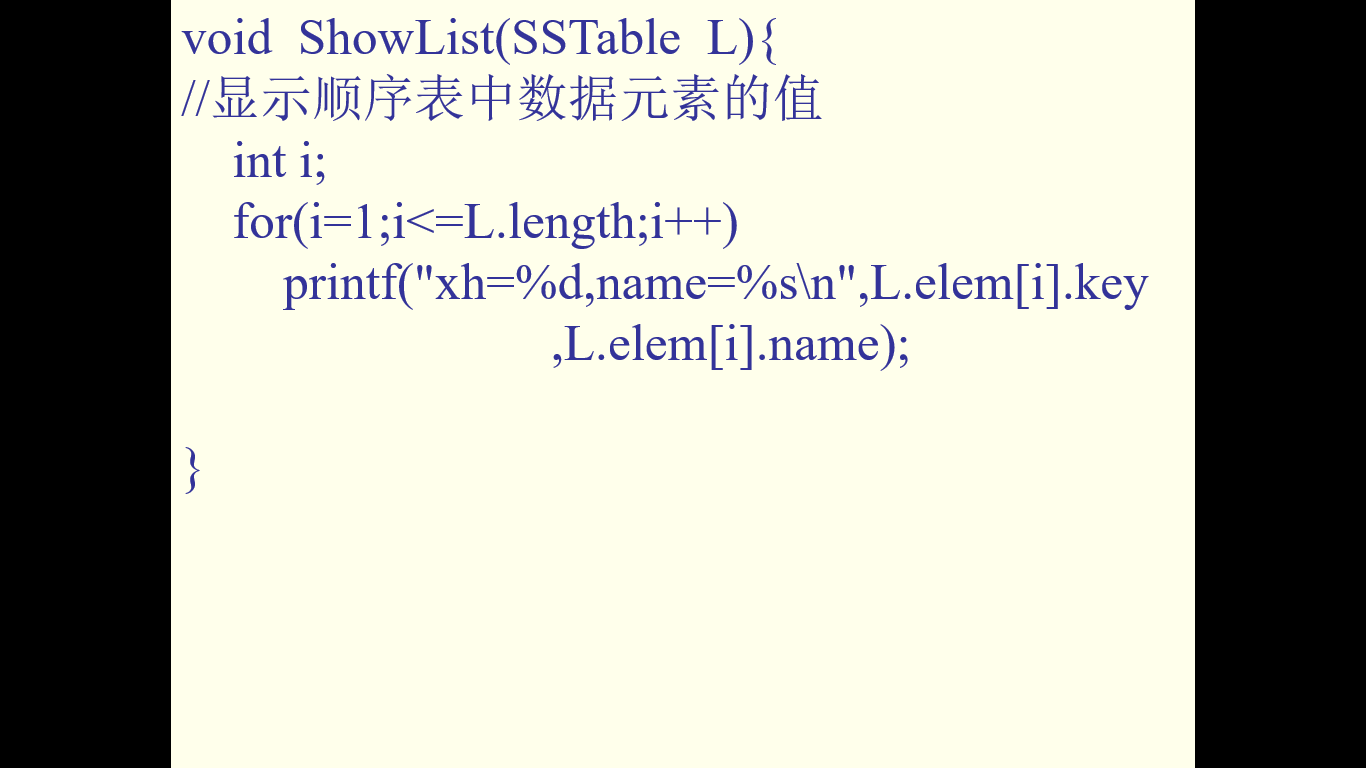 void  ShowList(SSTable  L){
//显示顺序表中数据元素的值
    int i;
    for(i=1;i<=L.length;i++)
        printf("xh=%d,name=%s\n",L.elem[i].key
                             ,L.elem[i].name);
}